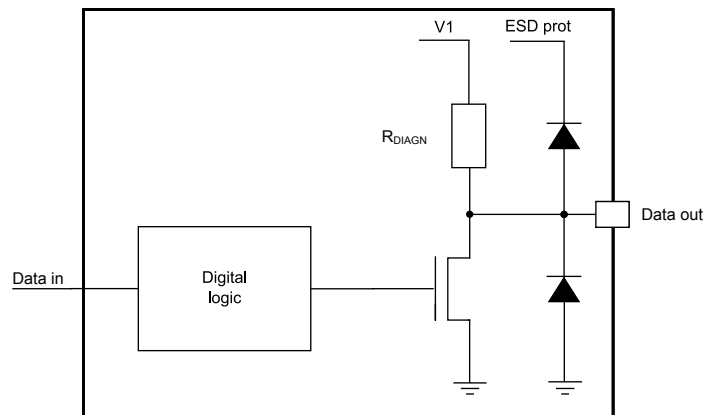 V1
ESD prot
RDIAGN
Data out
Data in
Digital
logic